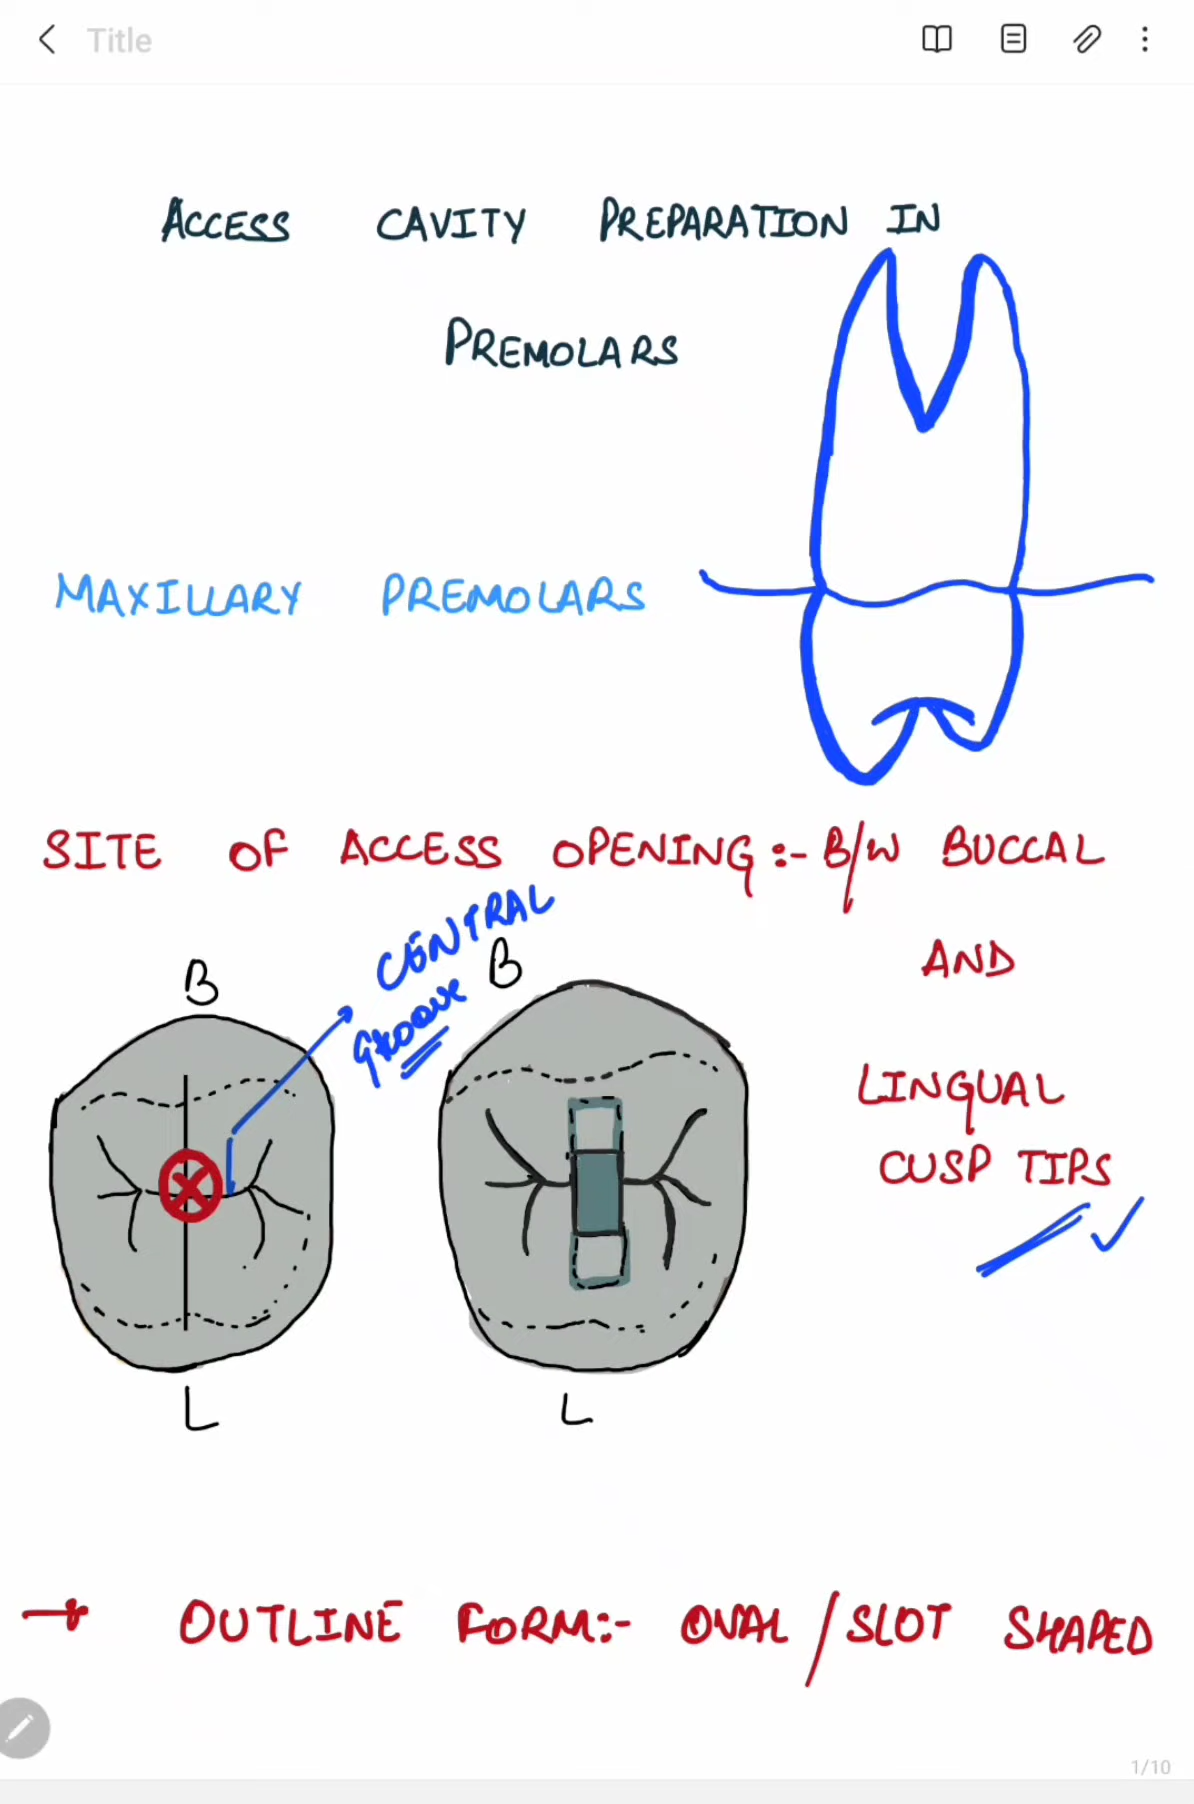 Title
ACCESS CAVITY PREPARATION IN
PREMOLARS
MAXILLARY PREMOLARS
SITE OF ACCESS OPENING :- B/W BUCCAL
AND
LINGUAL
CUSP TIPS
CENTRAL
groove
B
B
L
L
→ OUTLINE FORM:- OVAL / SLOT SHAPED
1/10